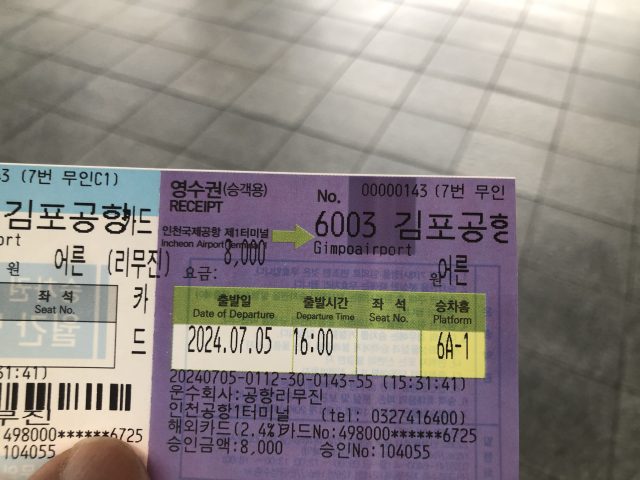 43 (7번 무인C1)
김포공항
카드
ort
원 어른 (리무진)
좌 석
Seat No.
카
드
31:41)
무진
498000******6725
104055
영수권(승객용)
RECEIPT
No. 00000143 (7번 무인
인천국제공항 제1터미널
Incheon Airport Terminal1
6003 김포공항
Gimpoairport
8,000
요금: 원 어른
출발일 출발시간 좌 석 승차홈
Date of Departure Departure Time Seat No. Platform
2024.07.05 16:00 6A-1
20240705-0112-30-0143-55 (15:31:41)
운수회사:공항리무진
인천공항1터미널 (tel: 0327416400)
해외카드(2.4%)카드No:498000******6725
승인금액:8,000 승인No:104055